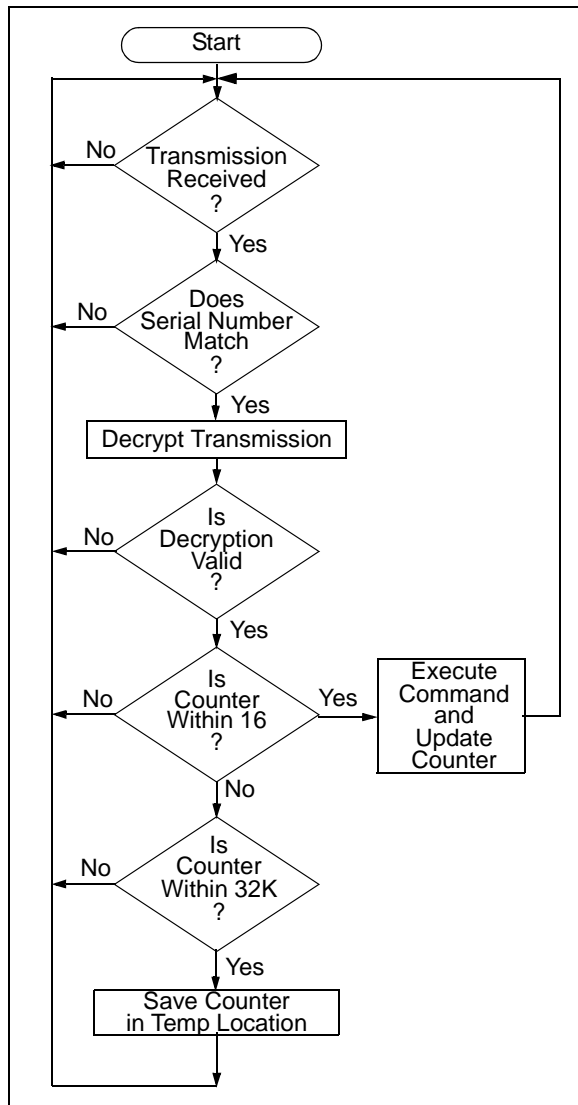 Start
No
Transmission
Received
?
Yes
No
Does
Serial Number
Match
?
Yes
Decrypt Transmission
No
Is
Decryption
Valid
?
Yes
No
Is
Counter
Within 16
?
Yes
Execute
Command
and
Update
Counter
No
No
Is
Counter
Within 32K
?
Yes
Save Counter
in Temp Location